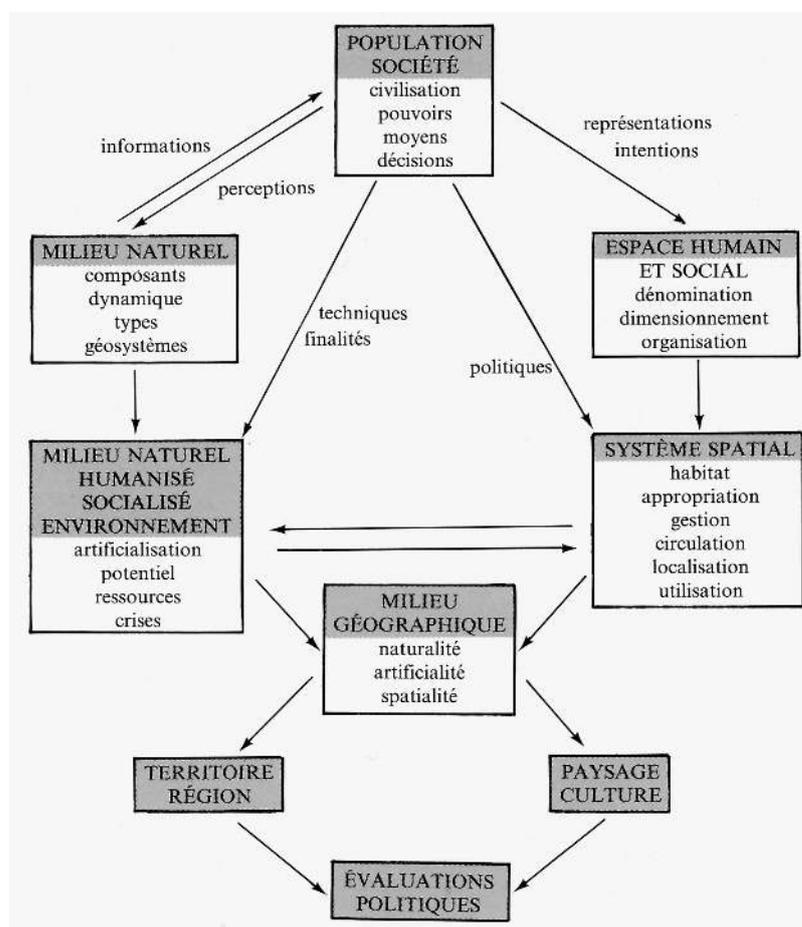 POPULATION
SOCIÉTÉ
civilisation
pouvoirs
moyens
décisions
informations
perceptions
représentations
intentions
MILIEU NATUREL
composants
dynamique
types
géosystèmes
ESPACE HUMAIN
ET SOCIAL
dénomination
dimensionnement
organisation
techniques
finalités
politiques
MILIEU NATUREL
HUMANISÉ
SOCIALISÉ
ENVIRONNEMENT
artificialisation
potentiel
ressources
crises
SYSTÈME SPATIAL
habitat
appropriation
gestion
circulation
localisation
utilisation
MILIEU
GÉOGRAPHIQUE
naturalité
artificialité
spatialité
TERRITOIRE
RÉGION
PAYSAGE
CULTURE
ÉVALUATIONS
POLITIQUES